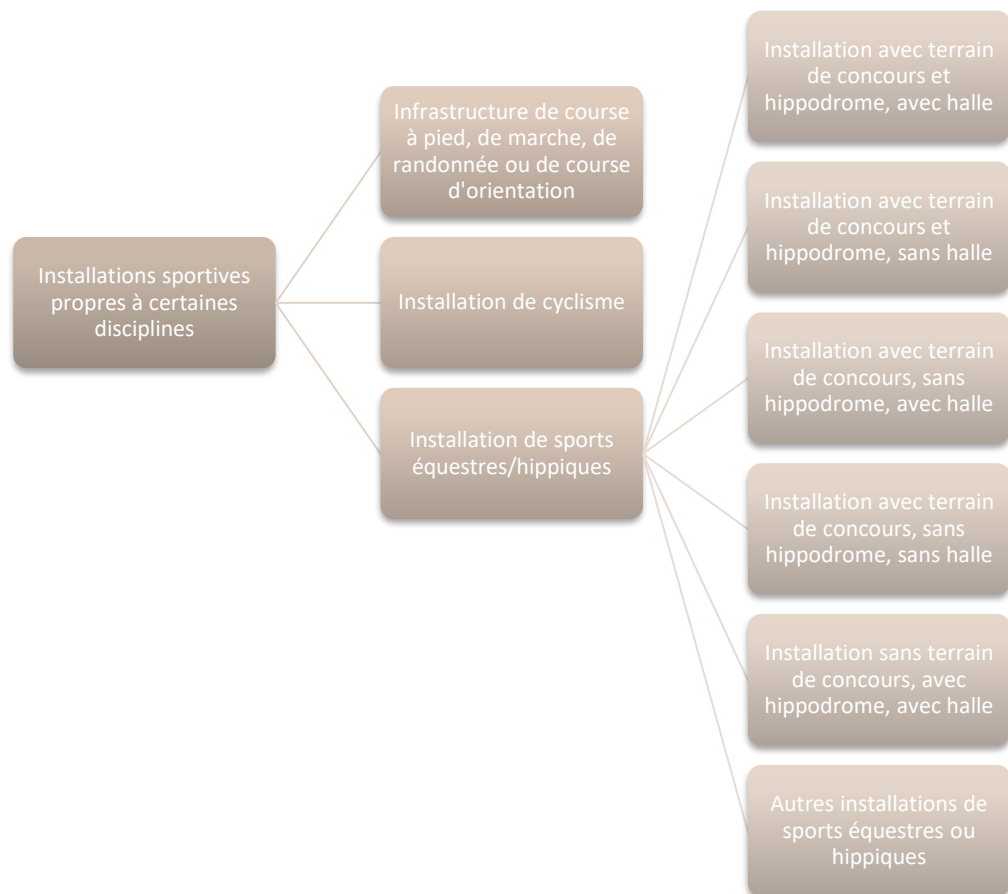 Installations sportives
propres à certaines
disciplines
Infrastructure de course
à pied, de marche, de
randonnée ou de course
d'orientation
Installation de cyclisme
Installation de sports
équestres/hippiques
Installation avec terrain
de concours et
hippodrome, avec halle
Installation avec terrain
de concours et
hippodrome, sans halle
Installation avec terrain
de concours, sans
hippodrome, avec halle
Installation avec terrain
de concours, sans
hippodrome, sans halle
Installation sans terrain
de concours, avec
hippodrome, avec halle
Autres installations de
sports équestres ou
hippiques